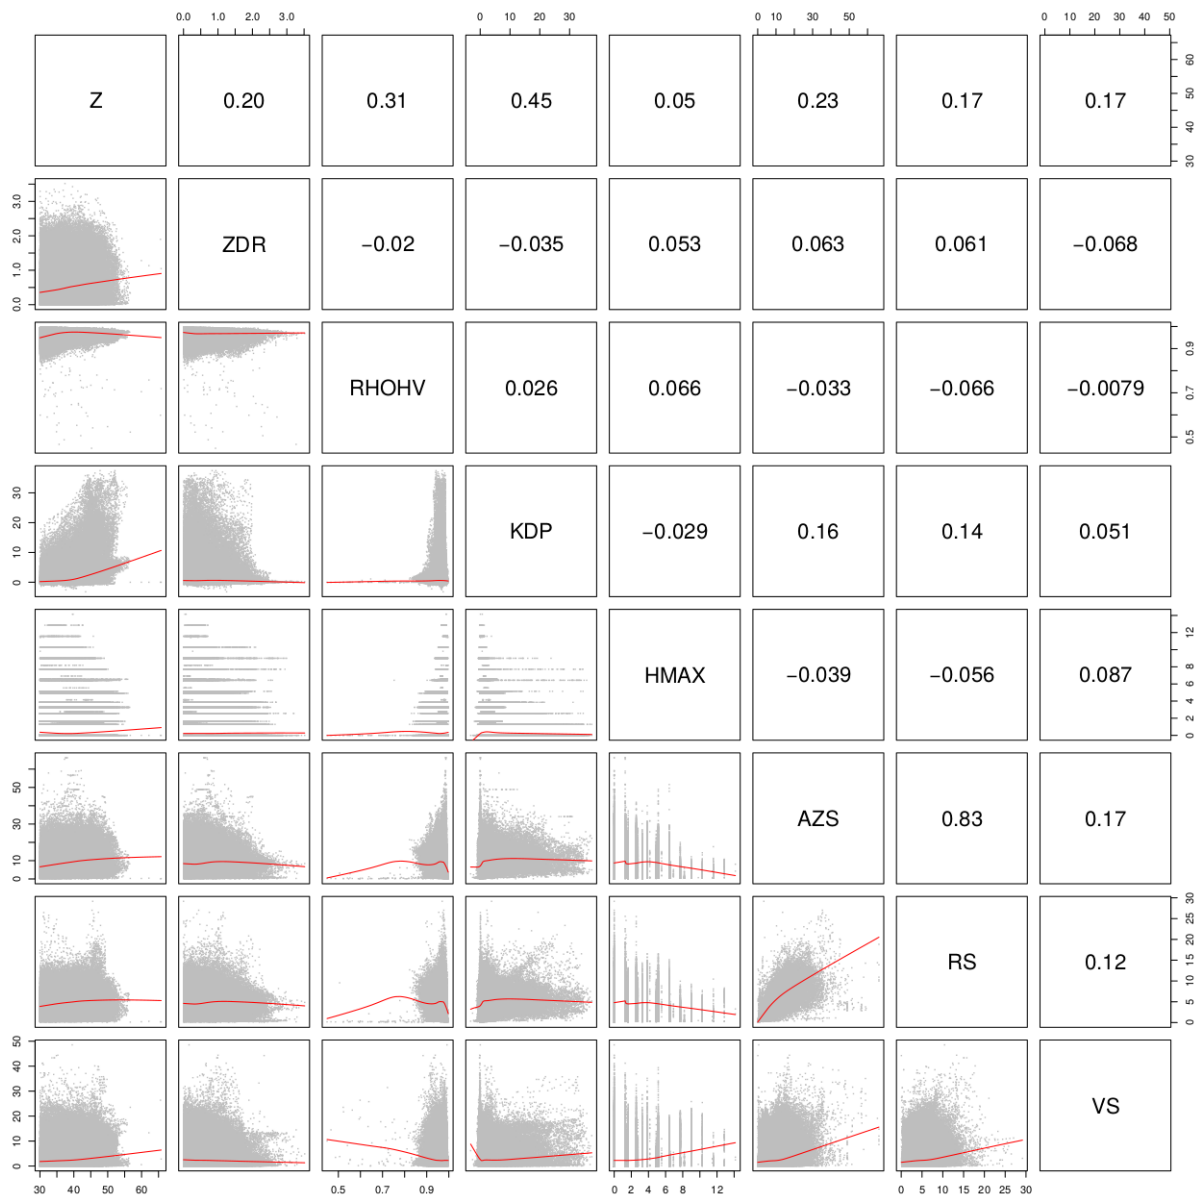 0.0 1.0 2.0 3.0 0 10 30 0 10 30 50 0 10 20 30 40 50
Z 0.20 0.31 0.45 0.05 0.23 0.17 0.17
30 40 50 60
0.0 1.0 2.0 3.0
ZDR −0.02 −0.035 0.053 0.063 0.061 −0.068
RHOHV 0.026 0.066 −0.033 −0.066 −0.0079
0.5 0.7 0.9
0 10 20 30
KDP −0.029 0.16 0.14 0.051
HMAX −0.039 −0.056 0.087
0 2 4 6 8 12
0 10 30 50
AZS 0.83 0.17
RS 0.12
0 5 10 15 20 25 30
0 10 20 30 40 50
VS
30 40 50 60 0.5 0.7 0.9 0 2 4 6 8 12 0 5 10 15 20 25 30